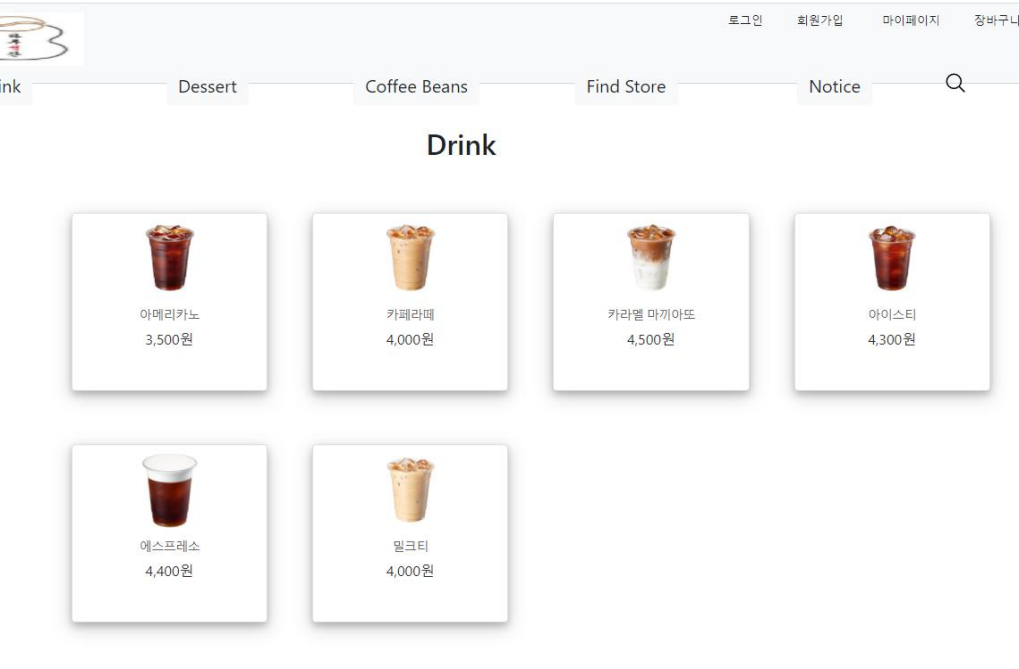 로그인 회원가입 마이페이지 장바구니
ink Dessert Coffee Beans Find Store Notice
Drink
아메리카노 카페라떼 카라멜 마끼아또 아이스티
3,500원 4,000원 4,500원 4,300원
에스프레소 밀크티
4,400원 4,000원